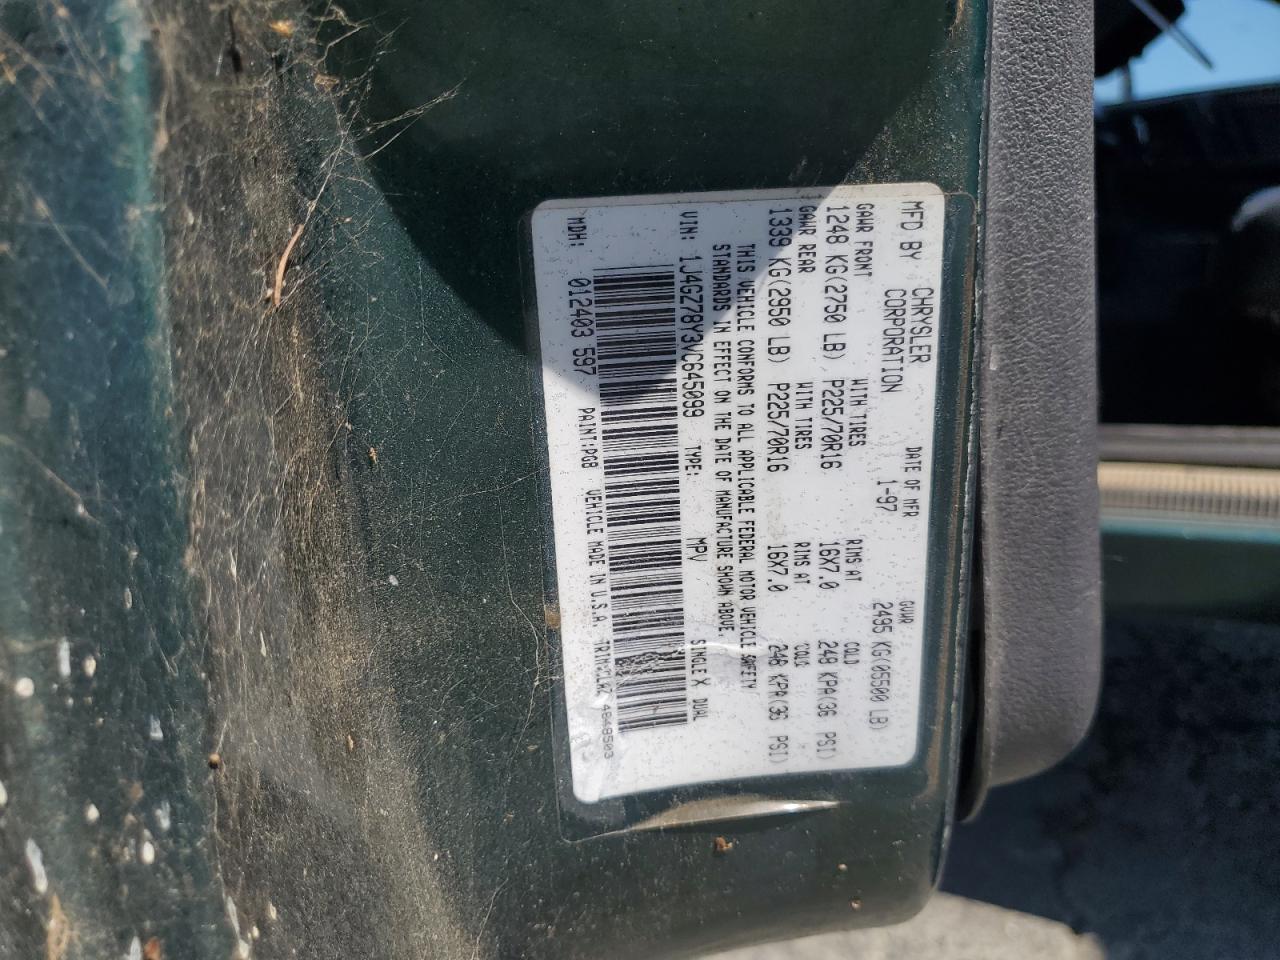 MFD BY CHRYSLER CORPORATION DATE OF MFR 1-97 GVWR 2495 KG(05500 LB)
GAWR FRONT WITH TIRES RIMS AT COLD
1248 KG(2750 LB) P225/70R16 16X7.0 248 KPA(36 PSI)
GAWR REAR WITH TIRES RIMS AT COLD
1339 KG(2950 LB) P225/70R16 16X7.0 248 KPA(36 PSI)
THIS VEHICLE CONFORMS TO ALL APPLICABLE FEDERAL MOTOR VEHICLE SAFETY
STANDARDS IN EFFECT ON THE DATE OF MANUFACTURE SHOWN ABOVE.
VIN: 1J4GZ78Y3VC645099 TYPE: MPV SINGLE X DUAL
MDH: 012403 597 PAINT:PG8 VEHICLE MADE IN U.S.A. 4848503